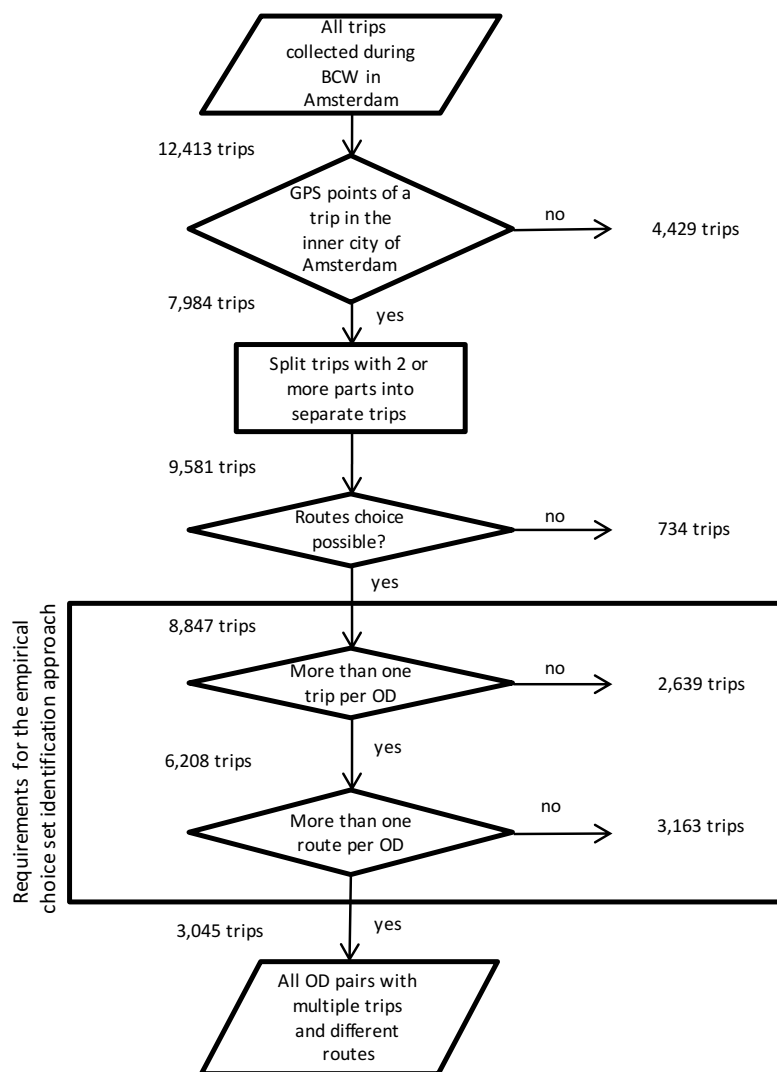 All trips
collected during
BCW in
Amsterdam
12,413 trips
GPS points of a
trip in the
inner city of
Amsterdam
no
4,429 trips
7,984 trips
yes
Split trips with 2 or
more parts into
separate trips
9,581 trips
Routes choice
possible?
no
734 trips
yes
Requirements for the empirical
choice set identification approach
8,847 trips
More than one
trip per OD
no
2,639 trips
yes
6,208 trips
More than one
route per OD
no
3,163 trips
yes
3,045 trips
All OD pairs with
multiple trips
and different
routes